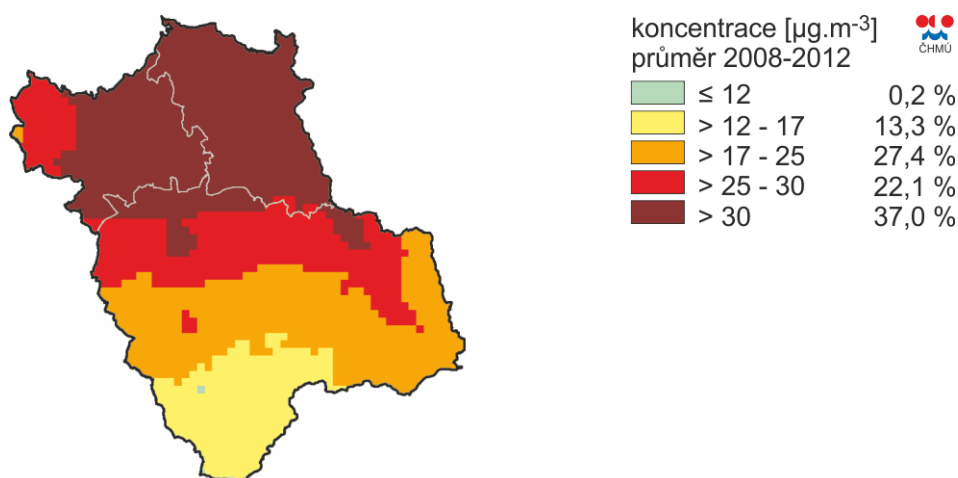 koncentrace [µg.m-3]
průměr 2008-2012
ČHMÚ
≤ 12 0,2 %
> 12 - 17 13,3 %
> 17 - 25 27,4 %
> 25 - 30 22,1 %
> 30 37,0 %